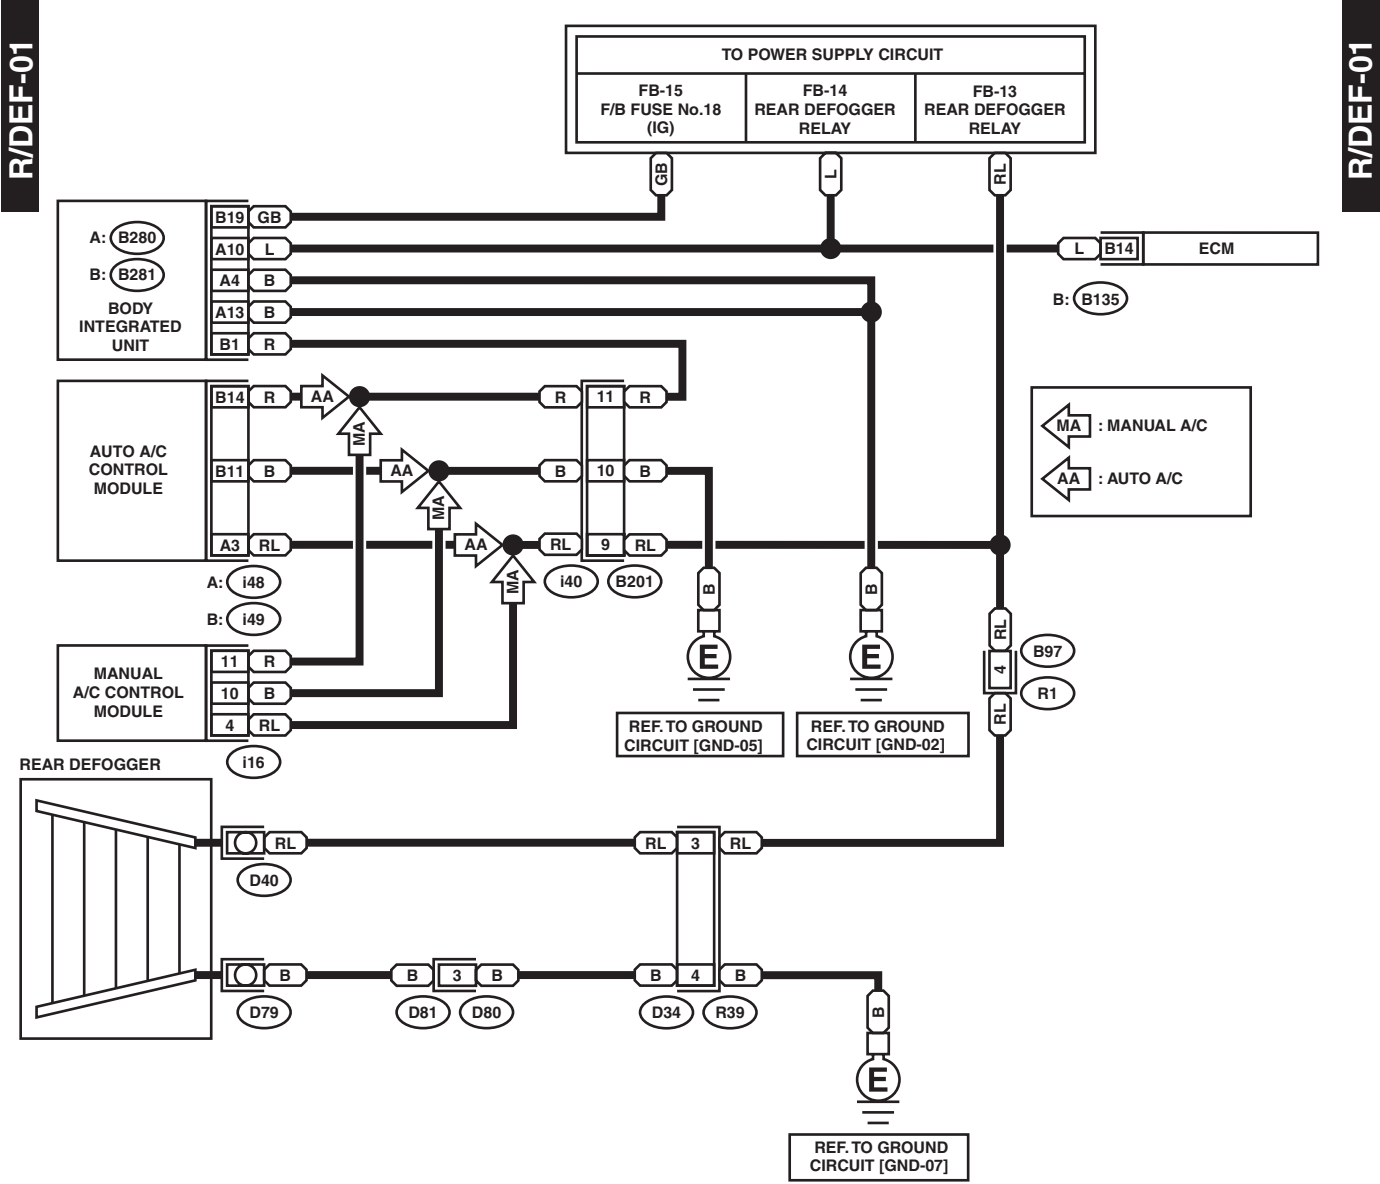 R/DEF-01
R/DEF-01
TO POWER SUPPLY CIRCUIT
FB-15
F/B FUSE No.18
(IG)
FB-14
REAR DEFOGGER
RELAY
FB-13
REAR DEFOGGER
RELAY
GB
L
RL
A: B280
B: B281
BODY
INTEGRATED
UNIT
B19 GB
A10 L
A4 B
A13 B
B1 R
L B14 ECM
B: B135
AUTO A/C
CONTROL
MODULE
B14 R AA R 11 R
MA
B11 B AA B 10 B
MA
A3 RL AA RL 9 RL
MA
A: i48
B: i49
i40 B201
MA : MANUAL A/C
AA : AUTO A/C
MANUAL
A/C CONTROL
MODULE
11 R
10 B
4 RL
i16
B
E
REF. TO GROUND
CIRCUIT [GND-05]
B
E
REF. TO GROUND
CIRCUIT [GND-02]
RL
4
RL
B97
R1
REAR DEFOGGER
RL RL 3 RL
D40
B B 3 B B 4 B
D79 D81 D80 D34 R39
B
E
REF. TO GROUND
CIRCUIT [GND-07]